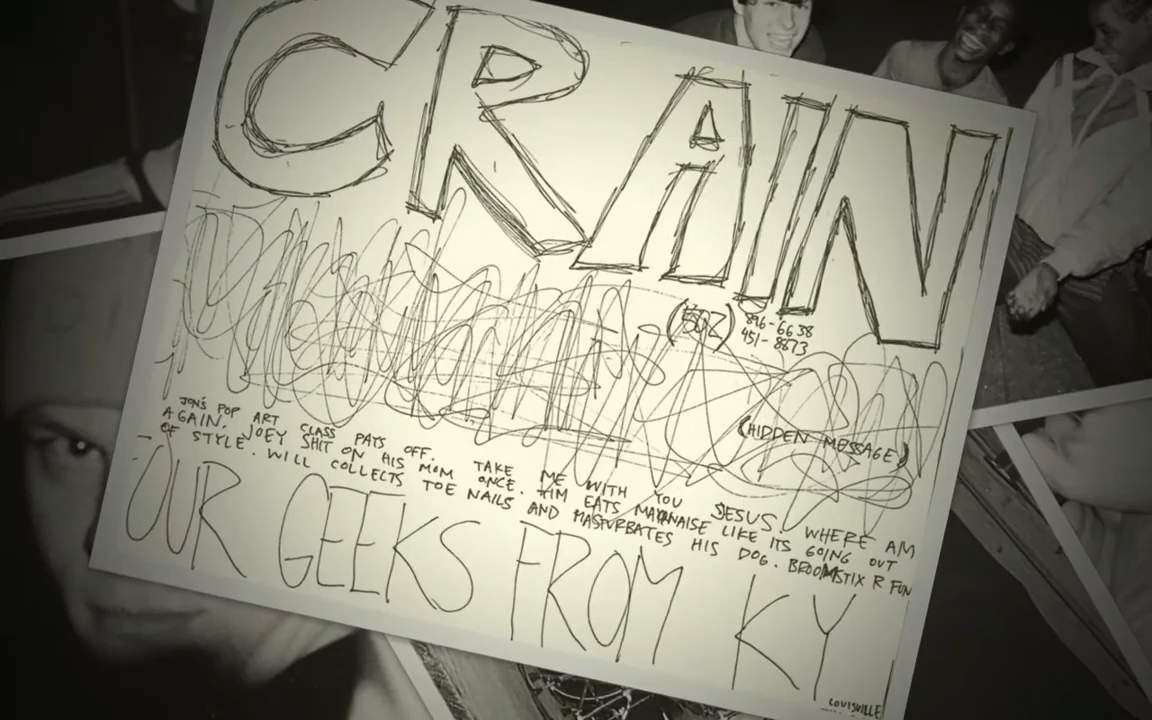 CRAIN
(502) 896-6638
451-8873
(HIDDEN MESSAGE)
JON'S POP ART CLASS PAYS OFF. TAKE ME WITH YOU JESUS. WHERE AM
AGAIN. JOEY SHIT ON HIS MOM ONCE. TIM EATS MAYANAISE LIKE ITS GOING OUT
OF STYLE. WILL COLLECTS TOE NAILS AND MASTURBATES HIS DOG. BROOMSTIX R FUN
OUR GEEKS FROM KY
LOUISVILLE